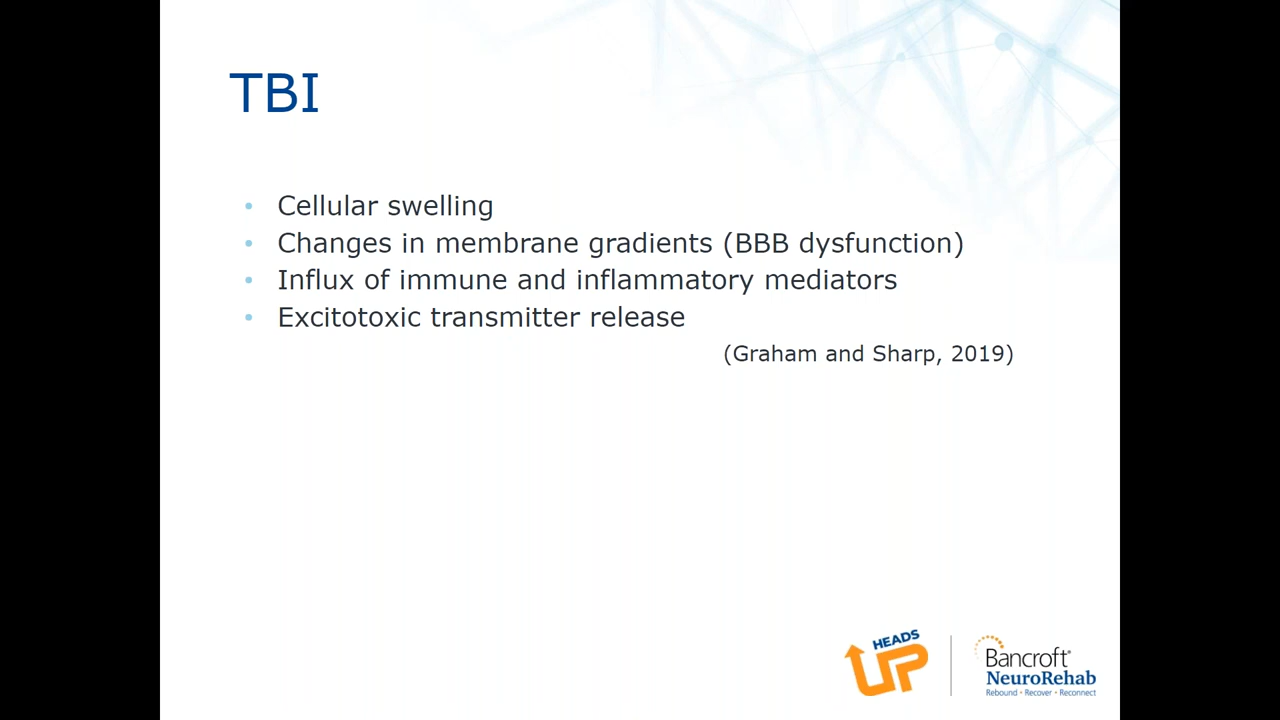 TBI
• Cellular swelling
• Changes in membrane gradients (BBB dysfunction)
• Influx of immune and inflammatory mediators
• Excitotoxic transmitter release
(Graham and Sharp, 2019)
HEADS
UP
Bancroft®
NeuroRehab
Rebound • Recover • Reconnect